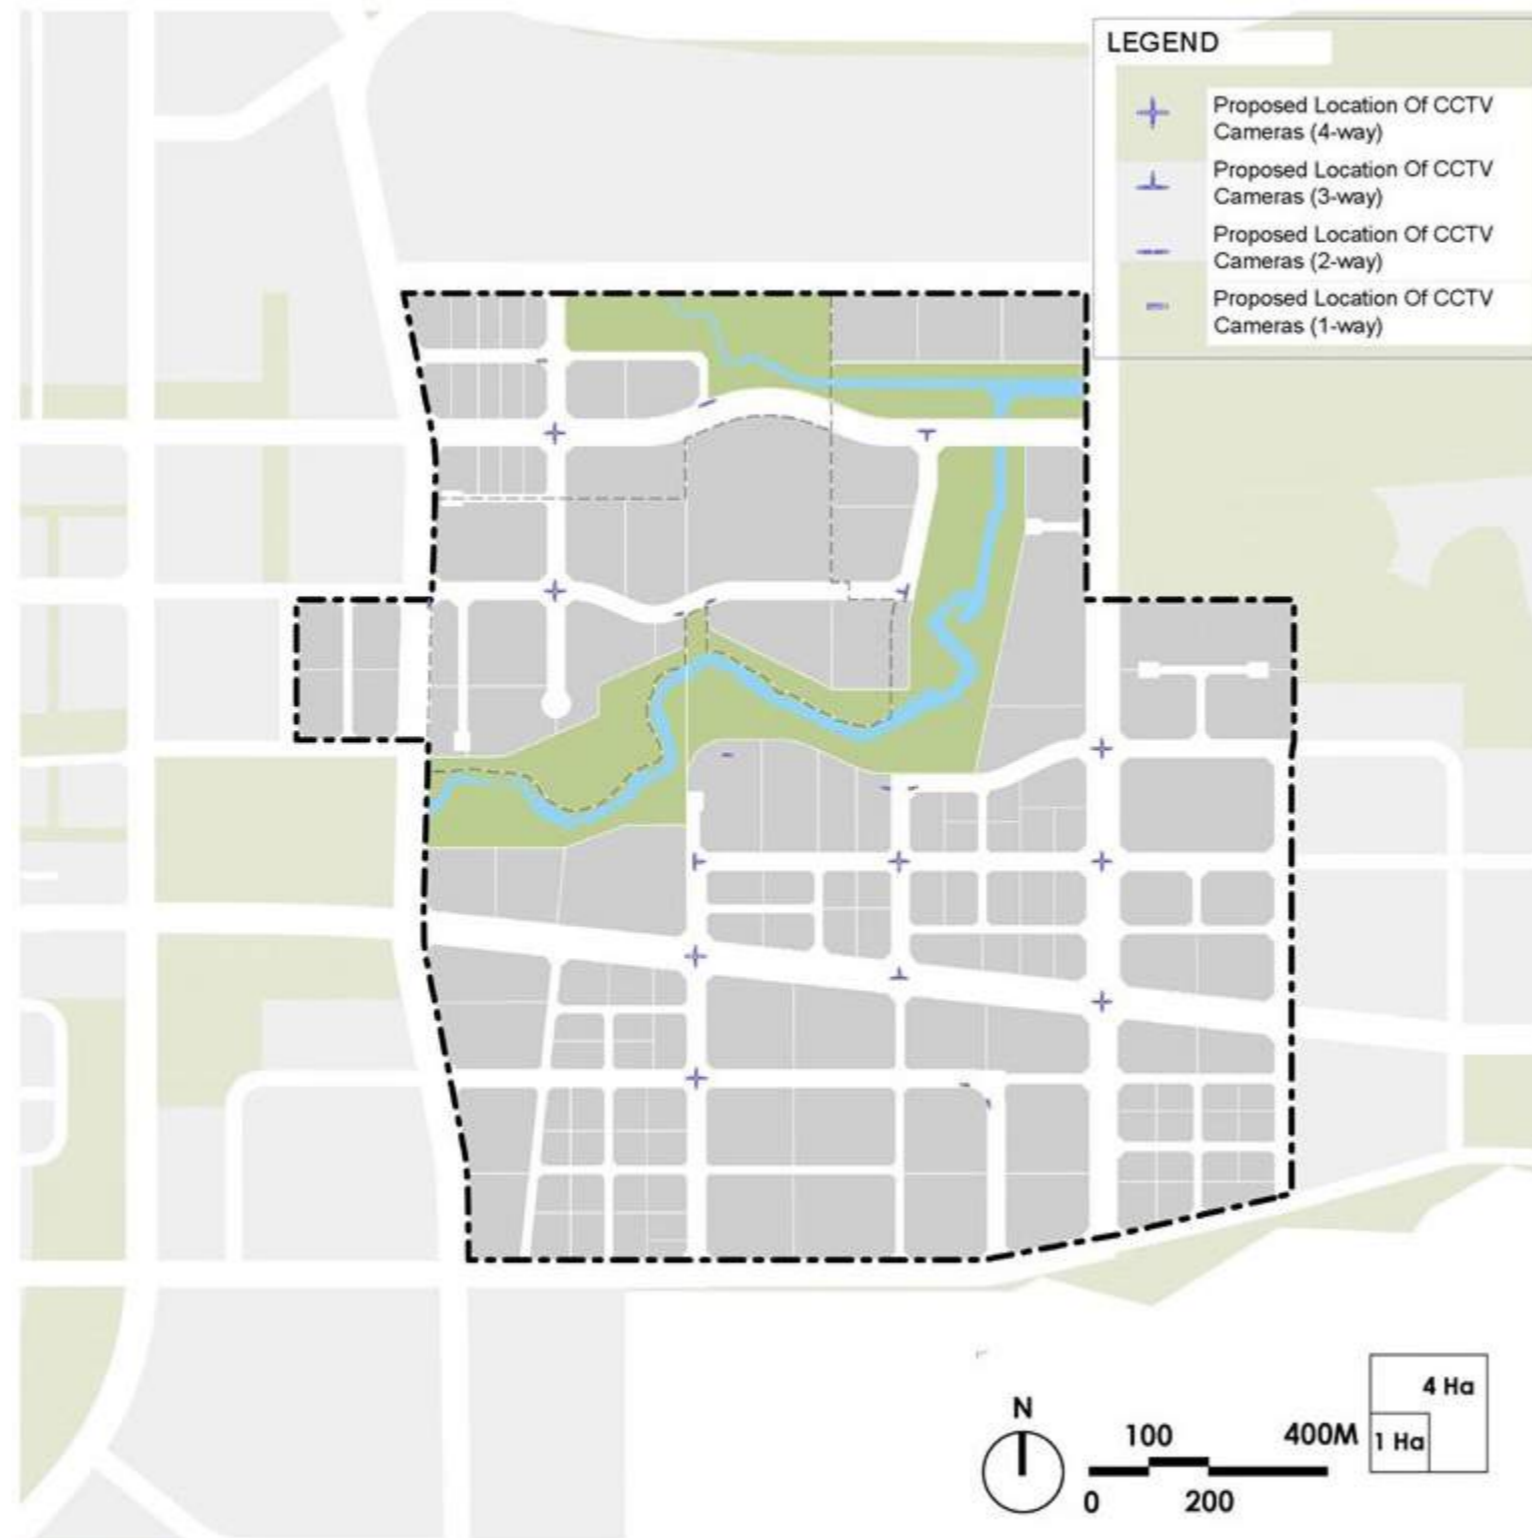 LEGEND
Proposed Location Of CCTV
Cameras (4-way)
Proposed Location Of CCTV
Cameras (3-way)
Proposed Location Of CCTV
Cameras (2-way)
Proposed Location Of CCTV
Cameras (1-way)
N
100
400M
0
200
4 Ha
1 Ha